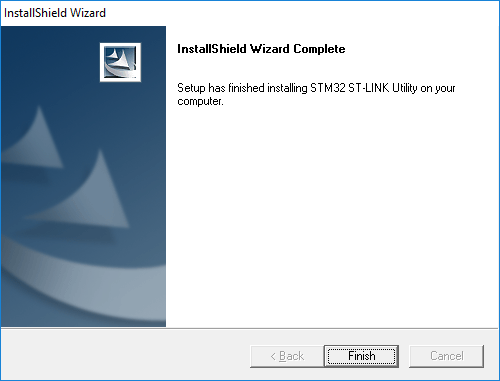 InstallShield Wizard
InstallShield Wizard Complete
Setup has finished installing STM32 ST-LINK Utility on your
computer.
< Back
Finish
Cancel